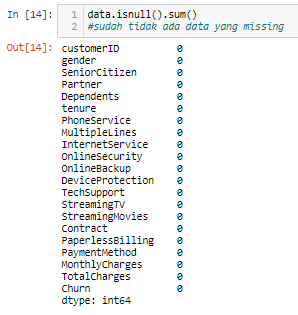 In [14]: 1 data.isnull().sum()
2 #sudah tidak ada data yang missing
Out[14]: customerID 0
gender 0
SeniorCitizen 0
Partner 0
Dependents 0
tenure 0
PhoneService 0
MultipleLines 0
InternetService 0
OnlineSecurity 0
OnlineBackup 0
DeviceProtection 0
TechSupport 0
StreamingTV 0
StreamingMovies 0
Contract 0
PaperlessBilling 0
PaymentMethod 0
MonthlyCharges 0
TotalCharges 0
Churn 0
dtype: int64